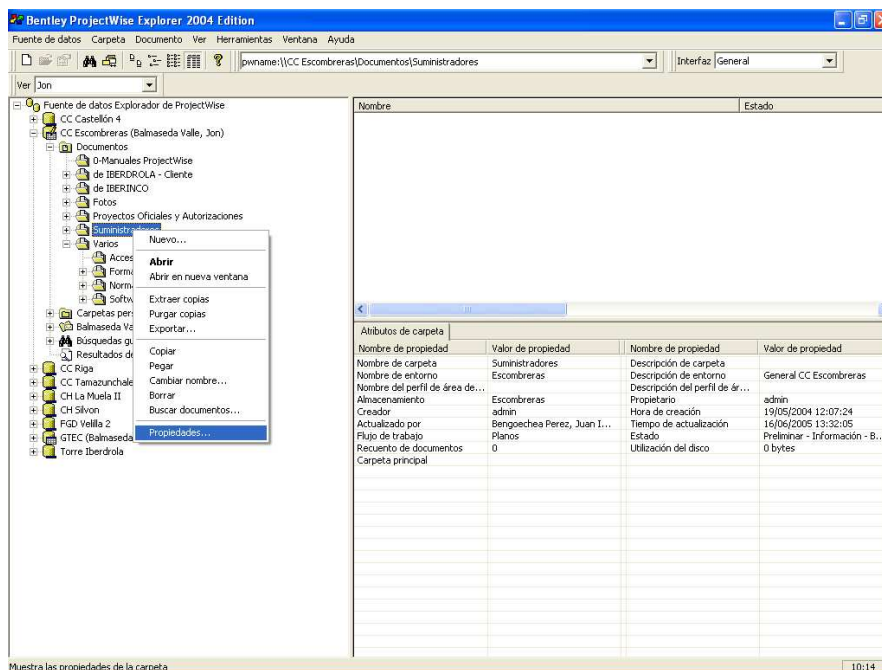 Bentley ProjectWise Explorer 2004 Edition
Fuente de datos Carpeta Documento Ver Herramientas Ventana Ayuda
pwname:\\CC Escombreras\Documentos\Suministradores
Interfaz General
Ver Jon
Fuente de datos Explorador de ProjectWise
CC Castellón 4
CC Escombreras (Balmaseda Valle, Jon)
Documentos
0-Manuales ProjectWise
de IBERDROLA - Cliente
de IBERINCO
Fotos
Proyectos Oficiales y Autorizaciones
Suministradores
Varios
Acces
Forma
Norm
Softw
Carpetas pers
Balmaseda Va
Búsquedas gu
Resultados de
CC Riga
CC Tamazunchale
CH La Muela II
CH Silvon
FGD Velilla 2
GTEC (Balmaseda
Torre Iberdrola
Nuevo...
Abrir
Abrir en nueva ventana
Extraer copias
Purgar copias
Exportar...
Copiar
Pegar
Cambiar nombre...
Borrar
Buscar documentos...
Propiedades...
Nombre Estado
Atributos de carpeta
Nombre de propiedad Valor de propiedad Nombre de propiedad Valor de propiedad
Nombre de carpeta Suministradores Descripción de carpeta
Nombre de entorno Escombreras Descripción de entorno General CC Escombreras
Nombre del perfil de área de... Descripción del perfil de ár...
Almacenamiento Escombreras Propietario admin
Creador admin Hora de creación 19/05/2004 12:07:24
Actualizado por Bengoechea Perez, Juan I... Tiempo de actualización 16/06/2005 13:32:05
Flujo de trabajo Planos Estado Preliminar - Información - B...
Recuento de documentos 0 Utilización del disco 0 bytes
Carpeta principal
Muestra las propiedades de la carpeta 10:14